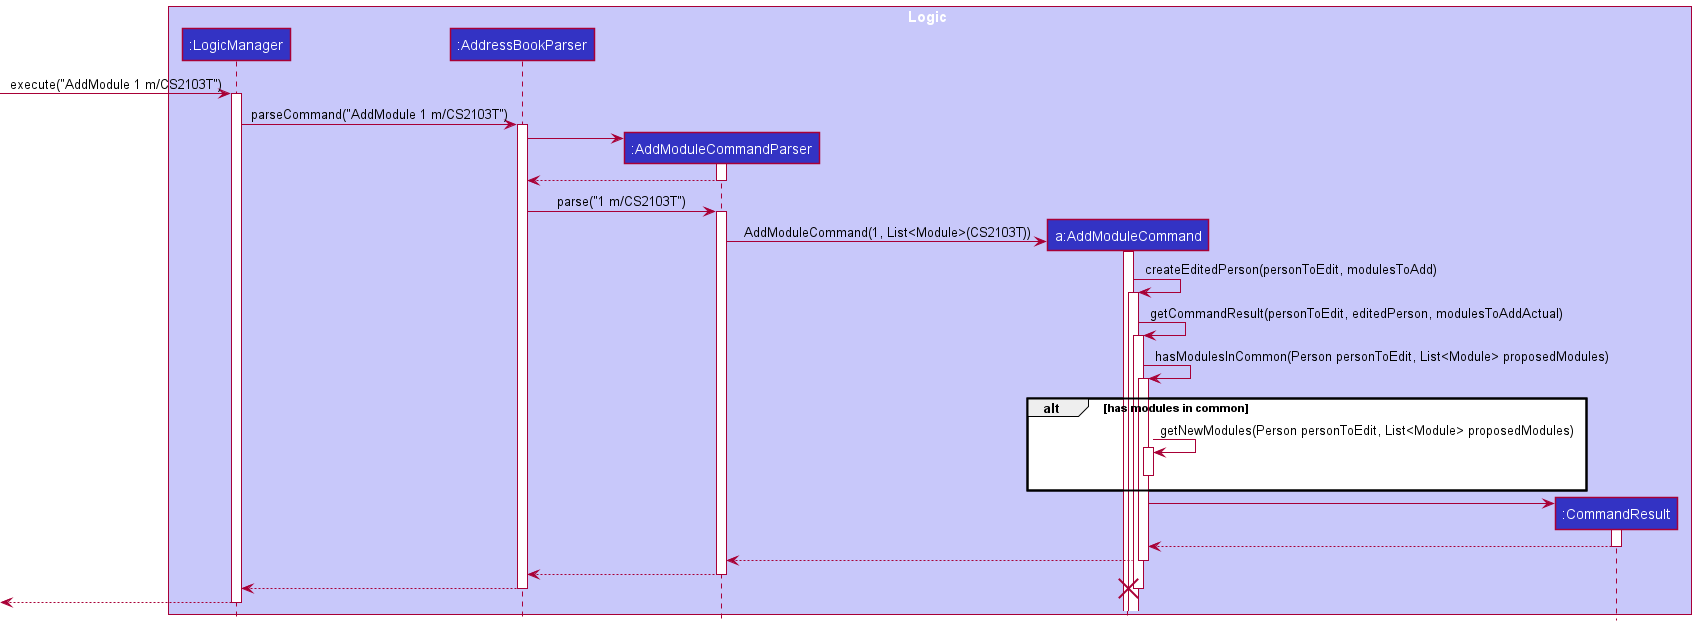 Logic
:LogicManager
:AddressBookParser
execute("AddModule 1 m/CS2103T")
parseCommand("AddModule 1 m/CS2103T")
:AddModuleCommandParser
parse("1 m/CS2103T")
AddModuleCommand(1, List<Module>(CS2103T))
a:AddModuleCommand
createEditedPerson(personToEdit, modulesToAdd)
getCommandResult(personToEdit, editedPerson, modulesToAddActual)
hasModulesInCommon(Person personToEdit, List<Module> proposedModules)
alt [has modules in common]
getNewModules(Person personToEdit, List<Module> proposedModules)
:CommandResult